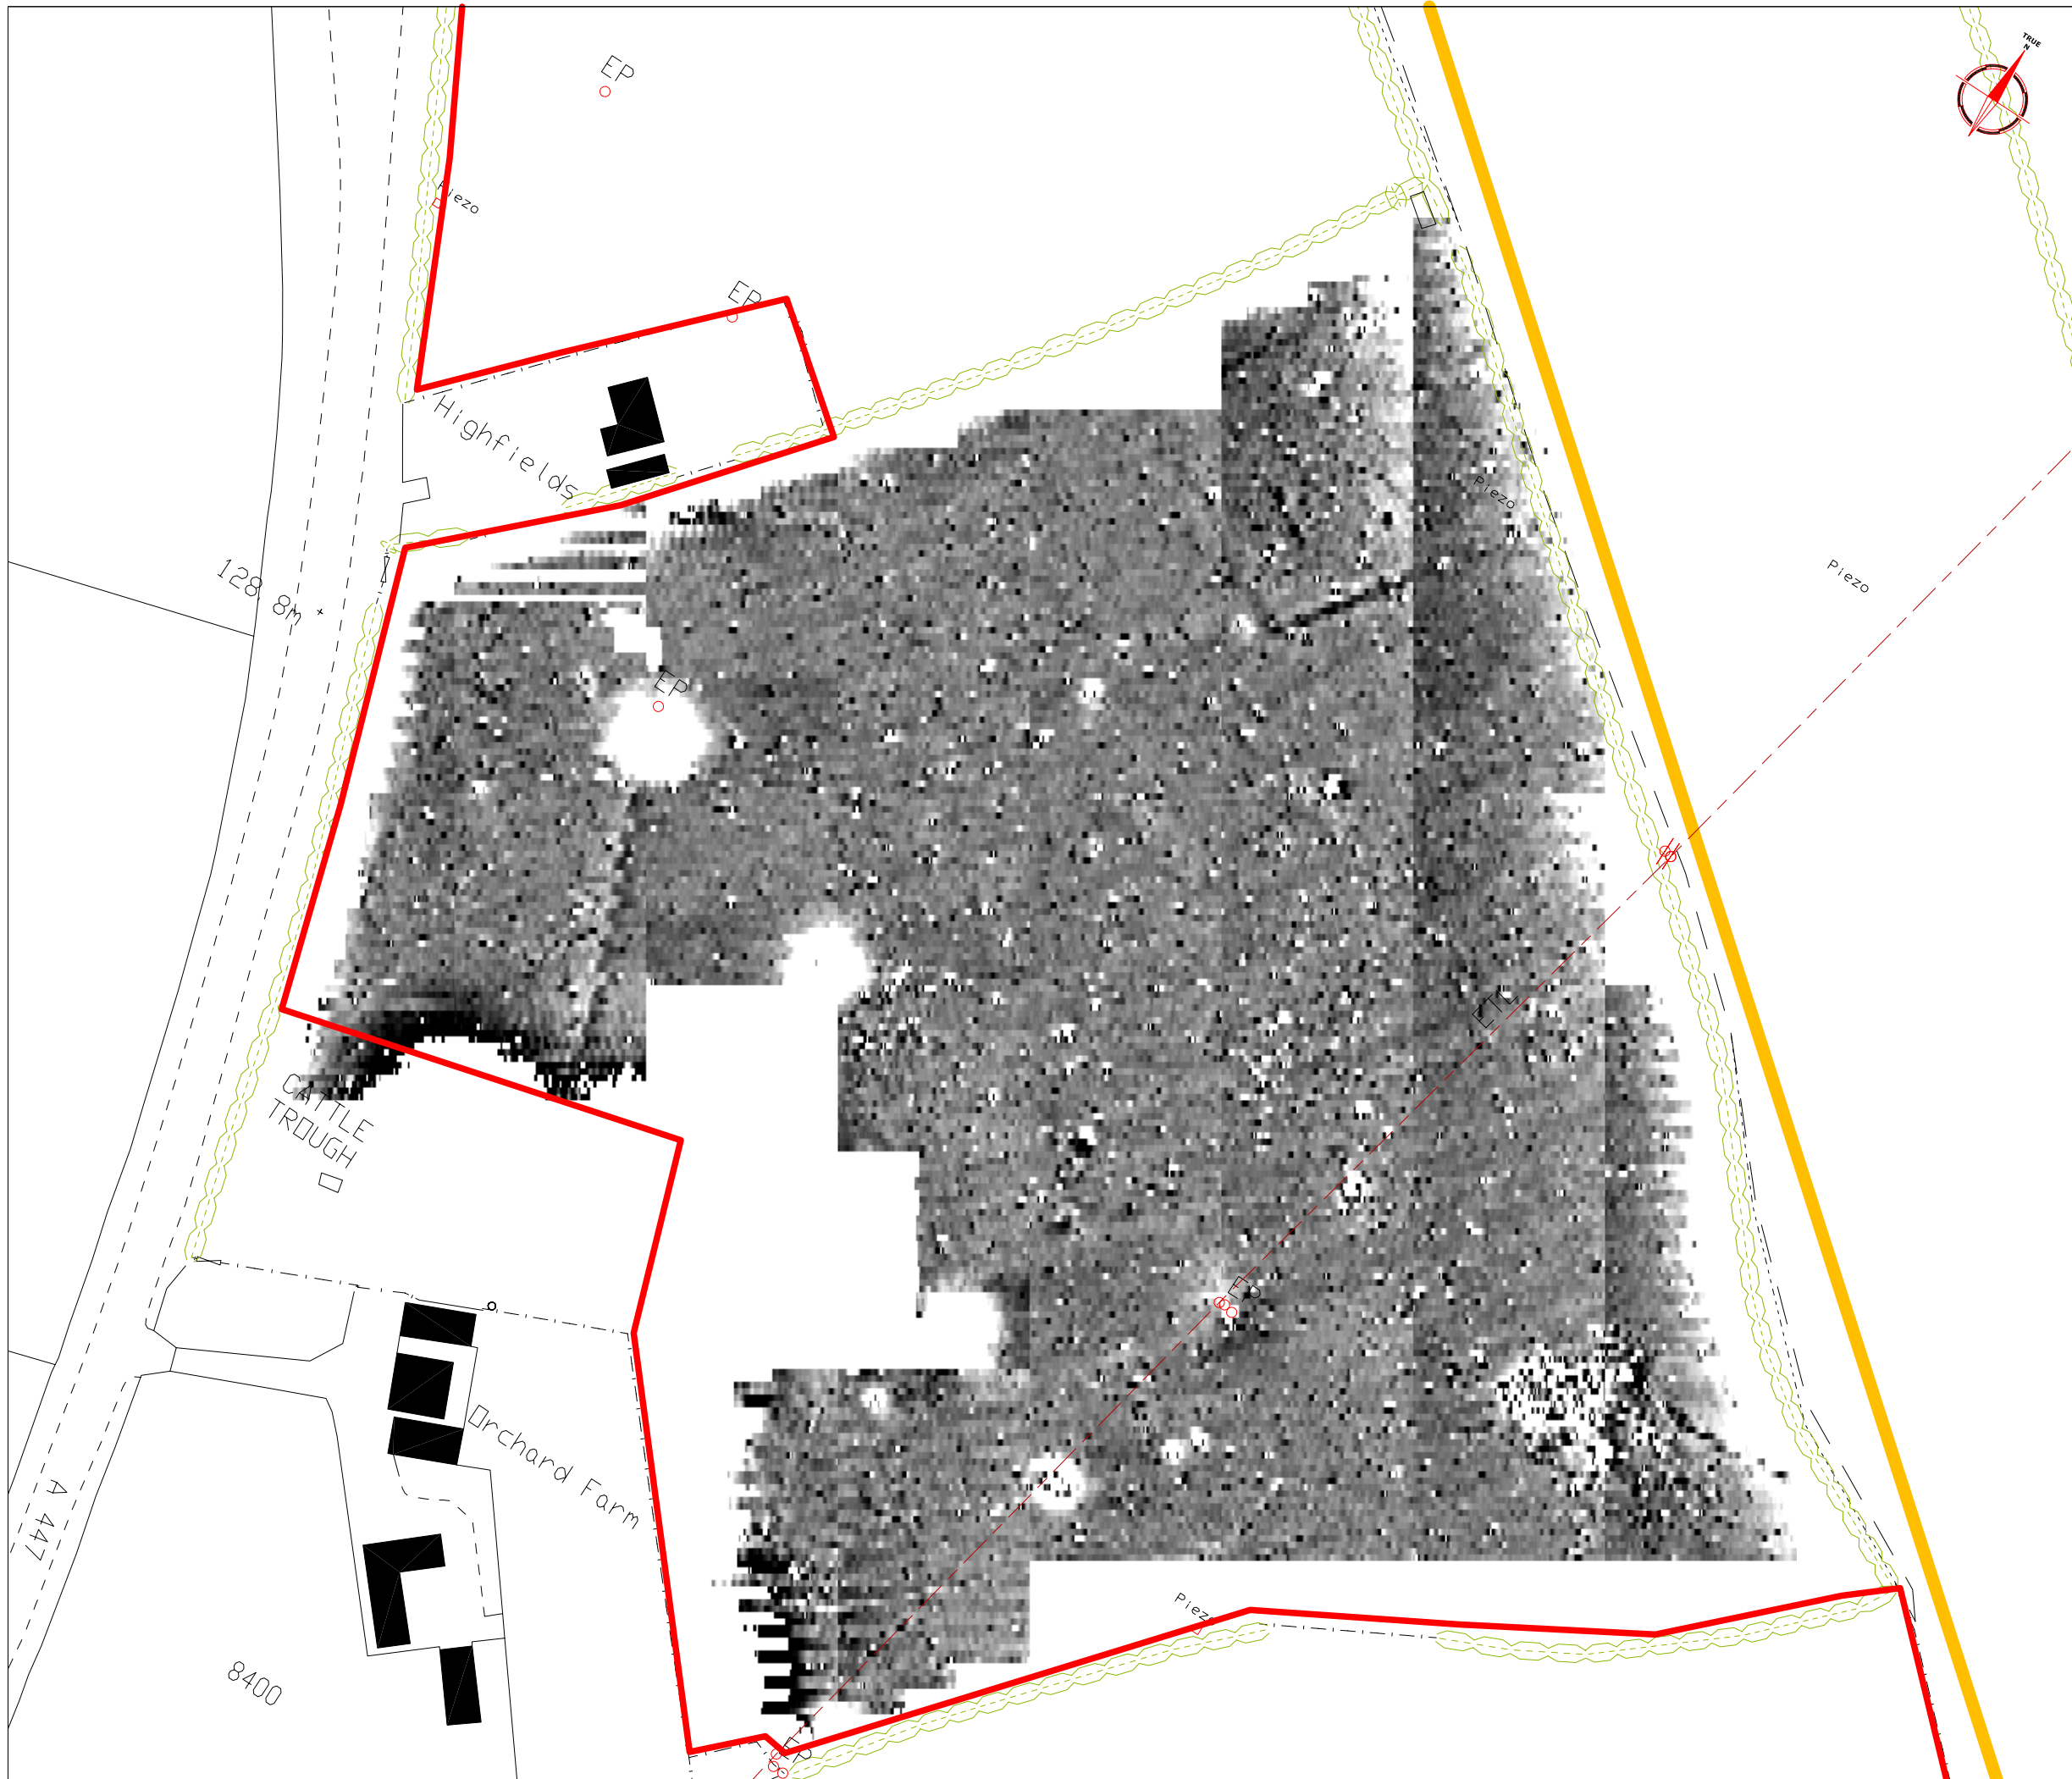 TRUE
N
EP
Piezo
EP
Highfields
Piezo
128.8m
Piezo
EP
ETL
CATTLE
TROUGH
EP
Orchard Farm
A 447
Piezo
8400
EP